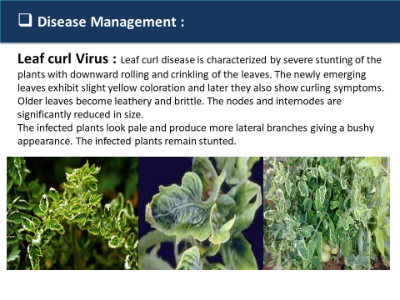 ❑ Disease Management :
Leaf curl Virus : Leaf curl disease is characterized by severe stunting of the
plants with downward rolling and crinkling of the leaves. The newly emerging
leaves exhibit slight yellow coloration and later they also show curling symptoms.
Older leaves become leathery and brittle. The nodes and internodes are
significantly reduced in size.
The infected plants look pale and produce more lateral branches giving a bushy
appearance. The infected plants remain stunted.